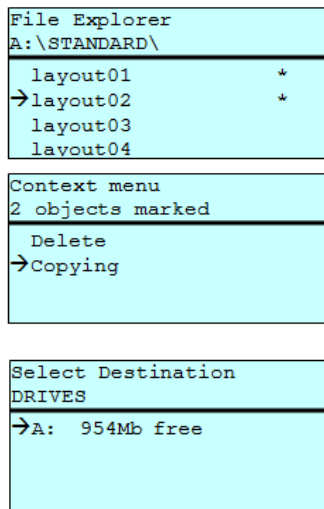 File Explorer
A:\STANDARD\
layout01 *
→layout02 *
layout03
layout04
Context menu
2 objects marked
Delete
→Copying
Select Destination
DRIVES
→A: 954Mb free